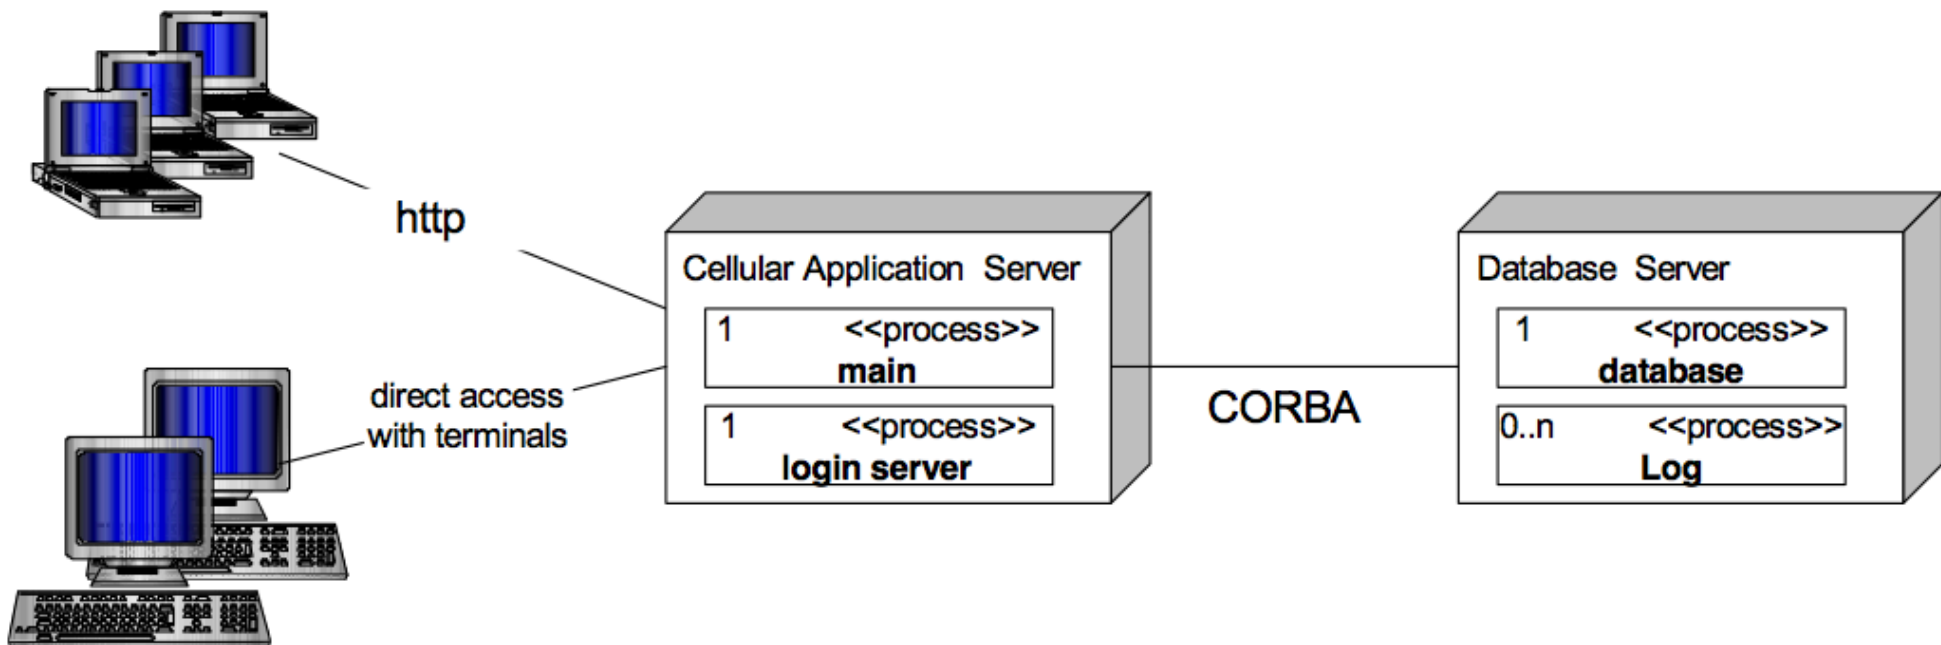 http
direct access
with terminals
Cellular Application Server
1 <<process>>
main
1 <<process>>
login server
CORBA
Database Server
1 <<process>>
database
0..n <<process>>
Log